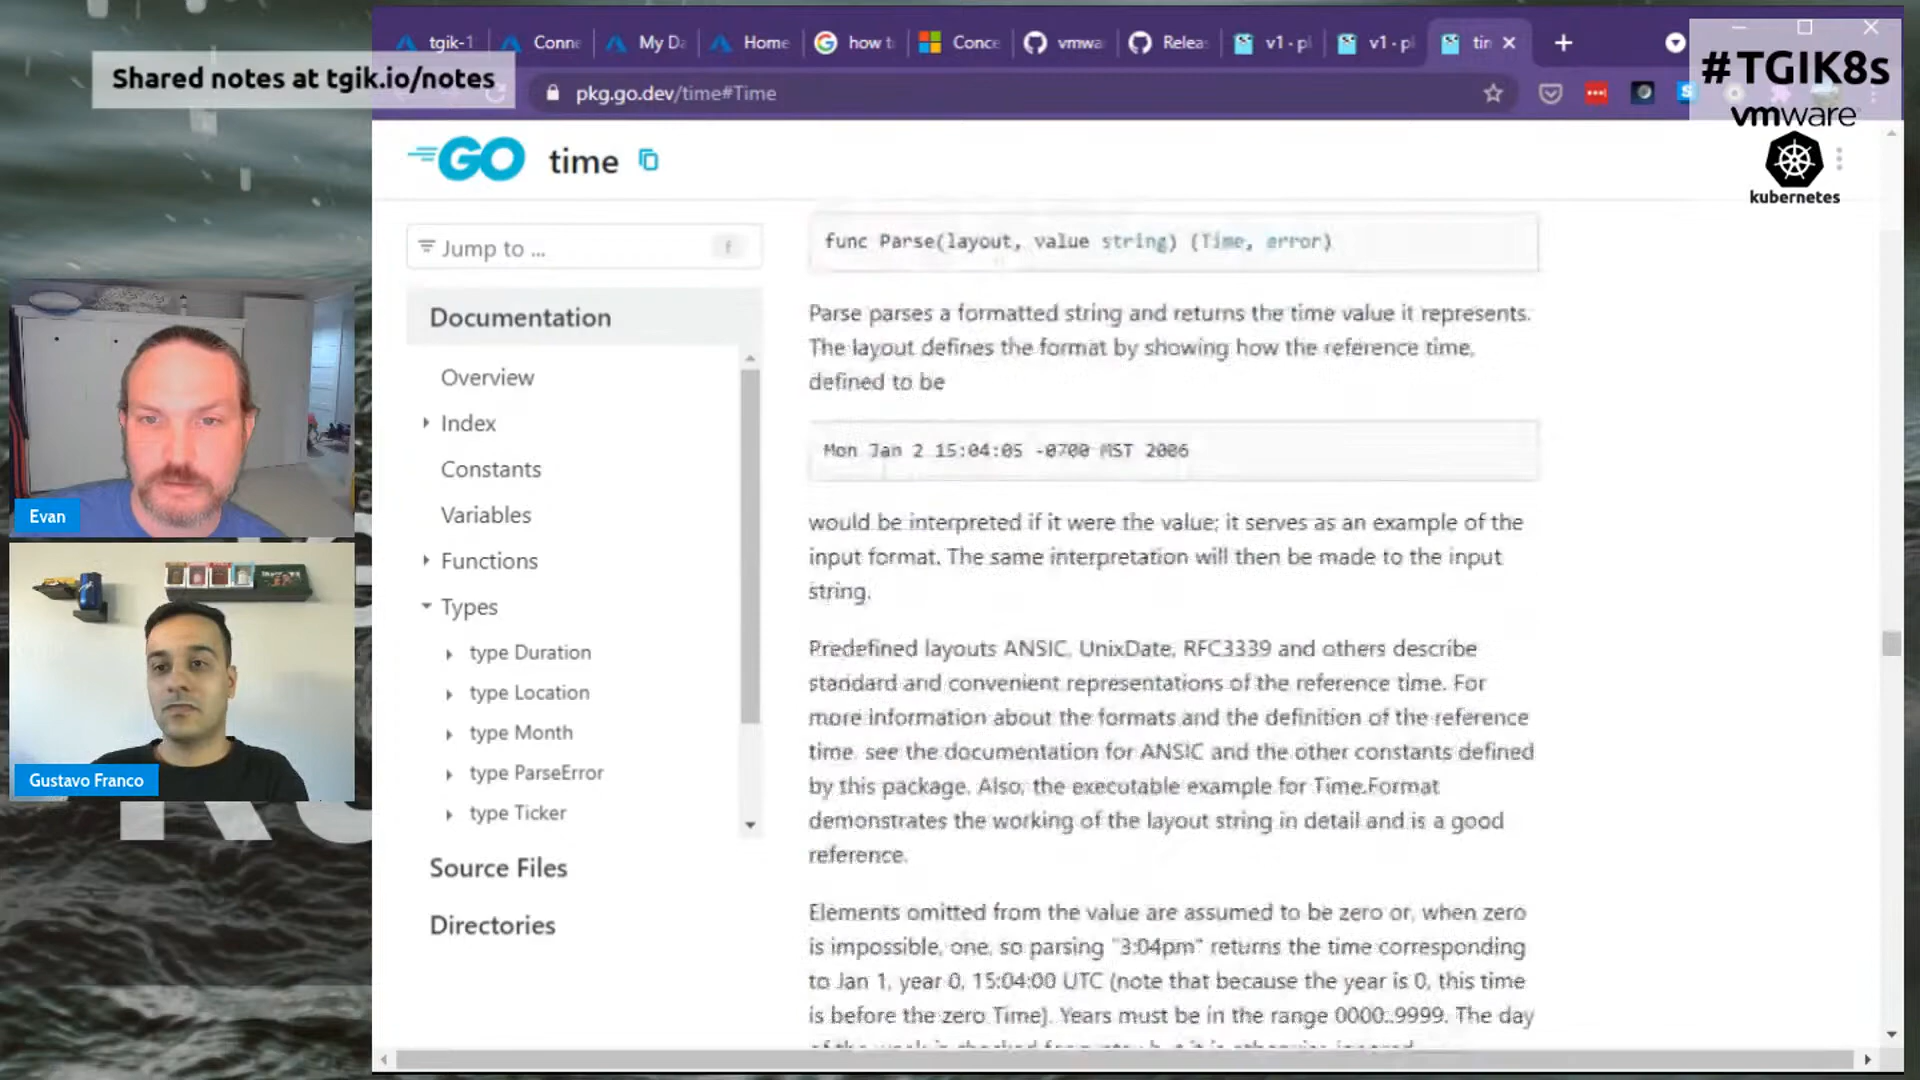 tgik-1
Conne
My Da
Home
how t
Conce
vmwa
Relea
v1 - pl
v1 - pl
tim
Shared notes at tgik.io/notes
pkg.go.dev/time#Time
#TGIK8s
vmware
kubernetes
GO time
Jump to ...
f
Documentation
Overview
Index
Constants
Variables
Functions
Types
type Duration
type Location
type Month
type ParseError
type Ticker
Source Files
Directories
func Parse(layout, value string) (Time, error)
Parse parses a formatted string and returns the time value it represents.
The layout defines the format by showing how the reference time,
defined to be
Mon Jan 2 15:04:05 -0700 MST 2006
would be interpreted if it were the value; it serves as an example of the
input format. The same interpretation will then be made to the input
string.
Predefined layouts ANSIC, UnixDate, RFC3339 and others describe
standard and convenient representations of the reference time. For
more information about the formats and the definition of the reference
time, see the documentation for ANSIC and the other constants defined
by this package. Also, the executable example for Time.Format
demonstrates the working of the layout string in detail and is a good
reference.
Elements omitted from the value are assumed to be zero or, when zero
is impossible, one, so parsing "3:04pm" returns the time corresponding
to Jan 1, year 0, 15:04:00 UTC (note that because the year is 0, this time
is before the zero Time). Years must be in the range 0000..9999. The day
Evan
Gustavo Franco